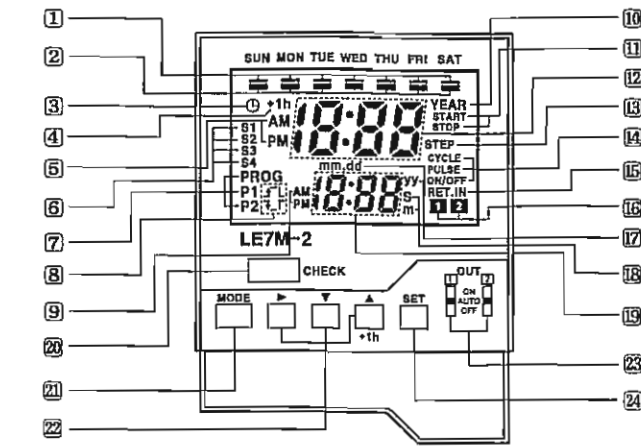 1
2
3
4
5
6
7
8
9
20
21
22
SUN MON TUE WED THU FRI SAT
+1h
AM
PM
18:88
YEAR
START
STOP
STEP
S1
S2
S3
S4
mm.dd
CYCLE
PULSE
ON/OFF
RET.IN
1 2
PROG
P1
P2
AM
PM
18:88
yy
S
m
LE7M-2
CHECK
OUT
1 2
ON
AUTO
OFF
MODE
SET
+1h
10
11
12
13
14
15
16
17
18
19
23
24